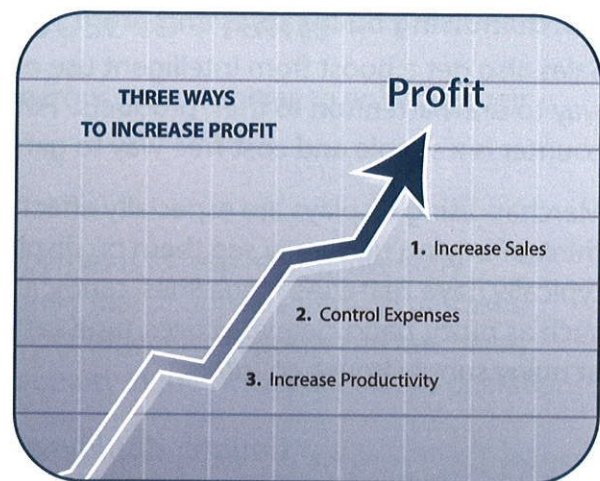 THREE WAYS
TO INCREASE PROFIT
Profit
1. Increase Sales
2. Control Expenses
3. Increase Productivity